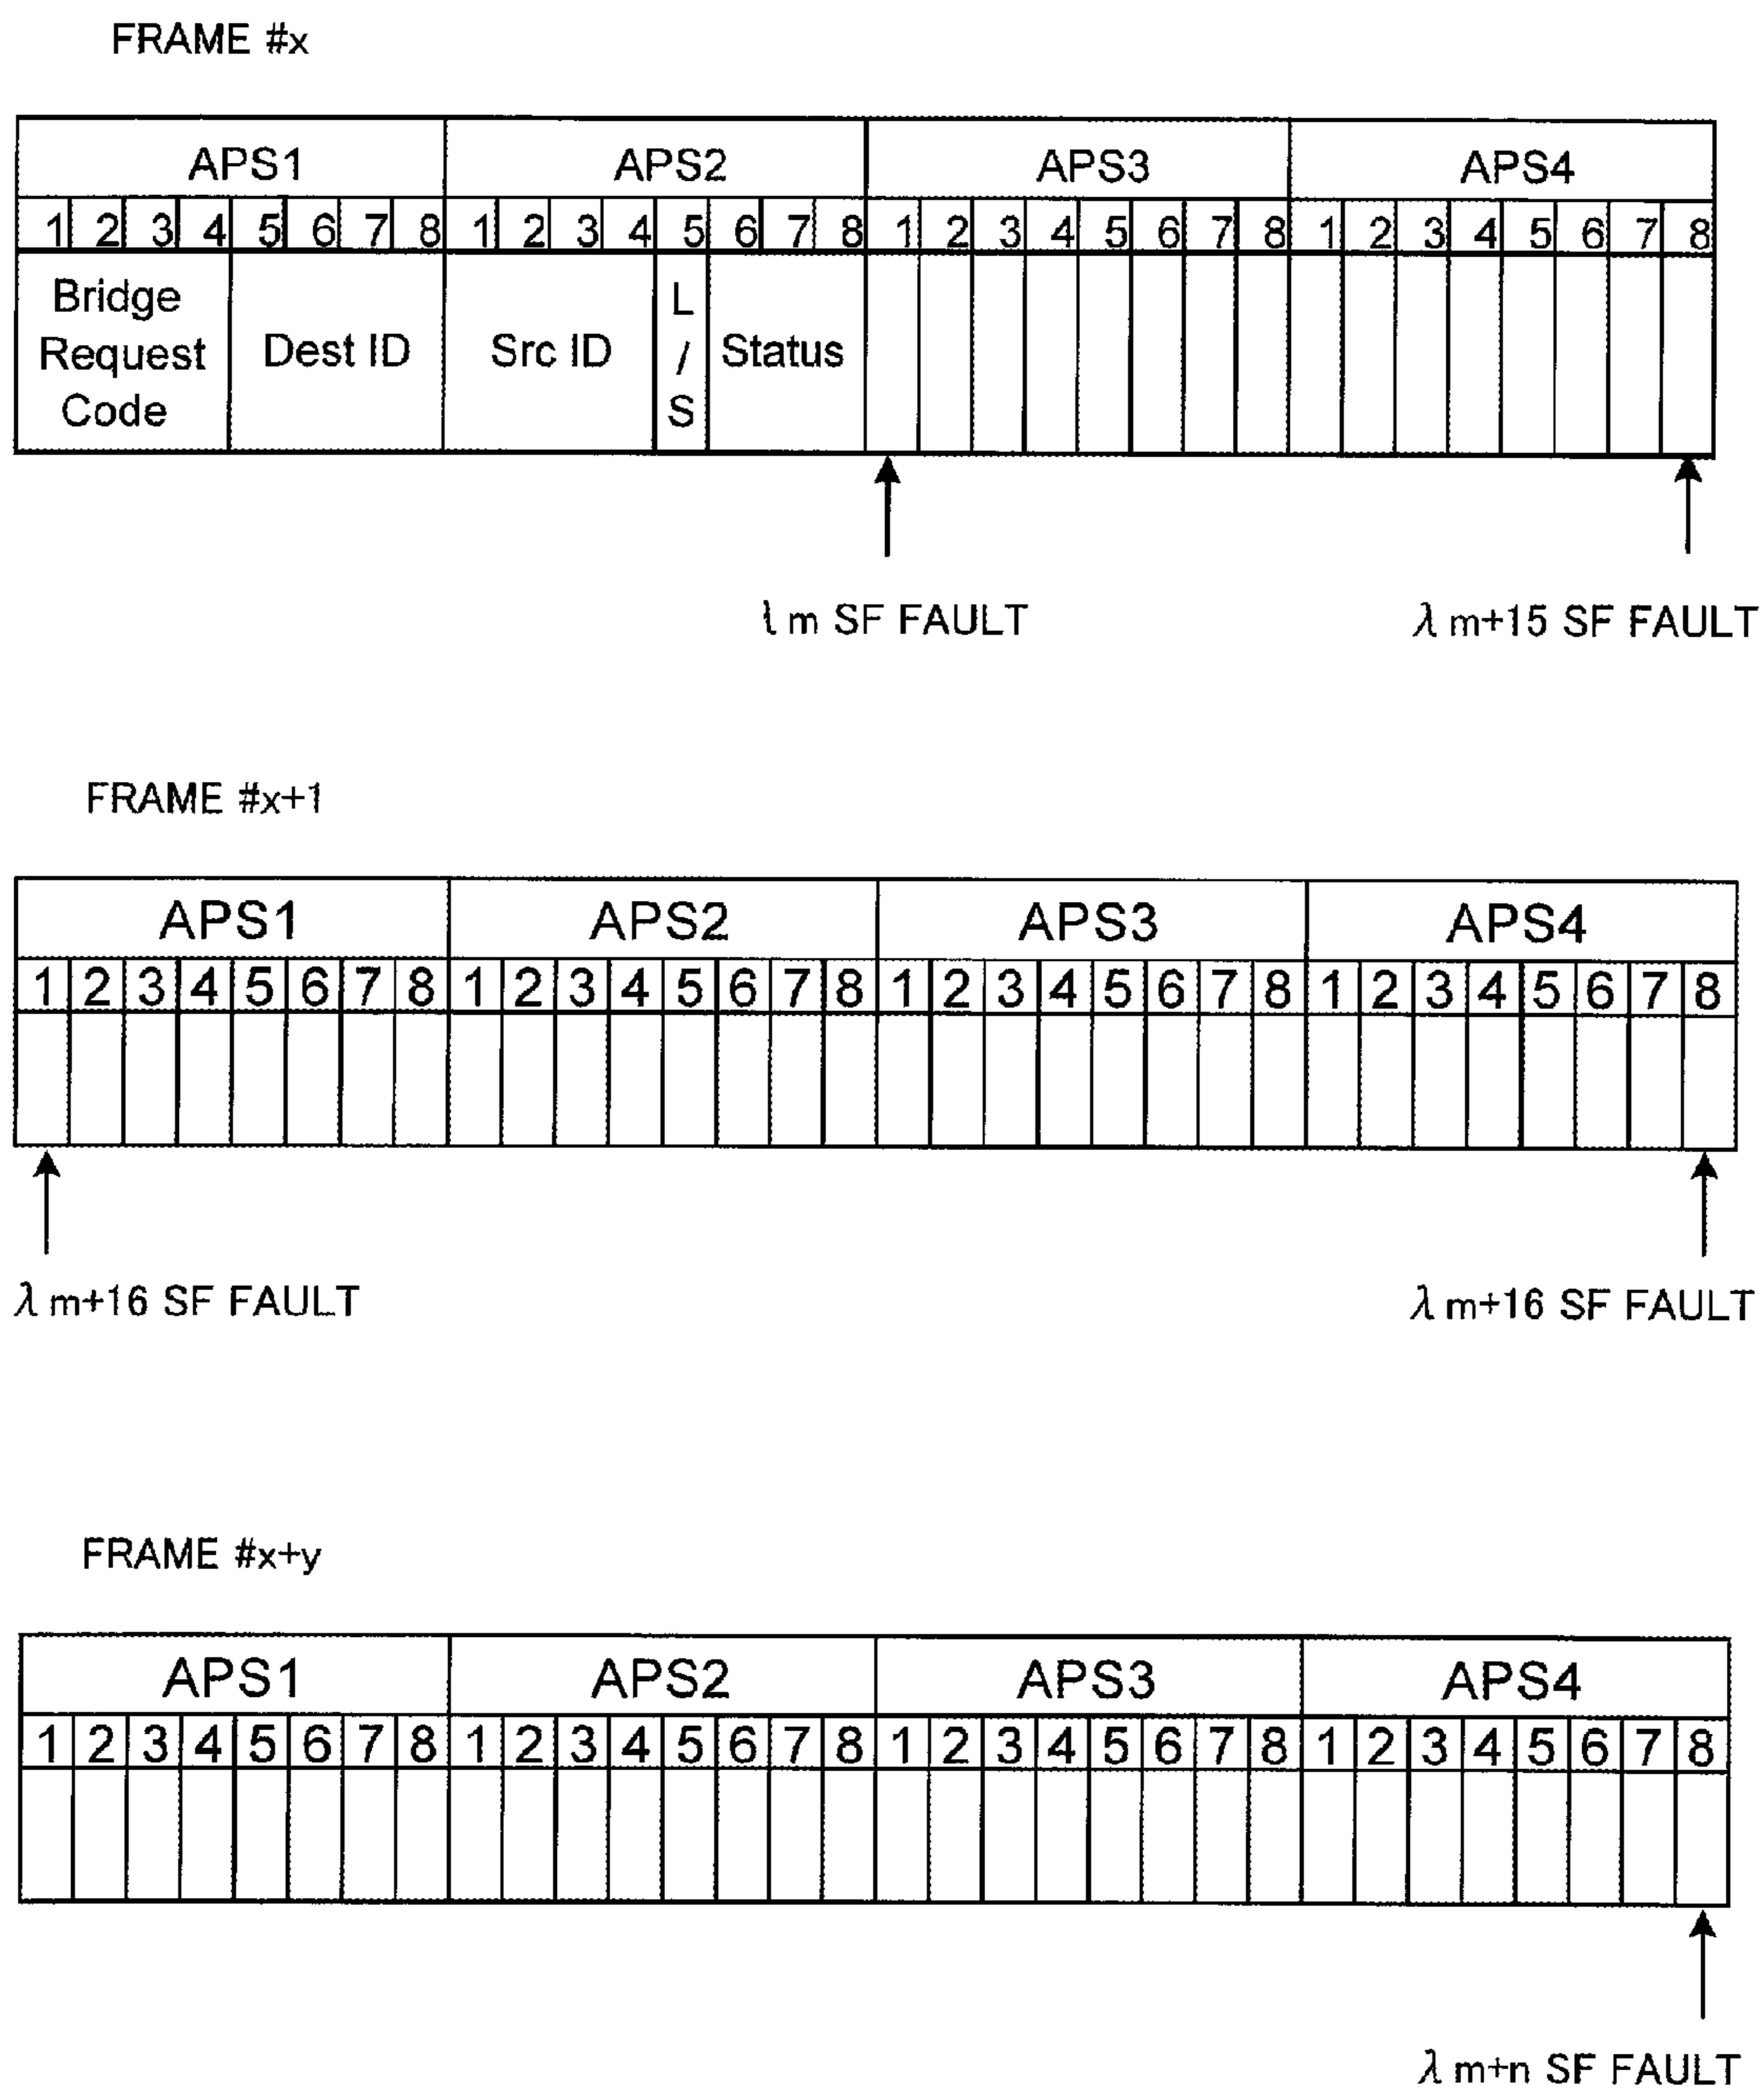 FRAME #x
APS1 APS2 APS3 APS4
1 2 3 4 5 6 7 8 1 2 3 4 5 6 7 8 1 2 3 4 5 6 7 8 1 2 3 4 5 6 7 8
Bridge
Request
Code
Dest ID
Src ID
L
/
S
Status
l m SF FAULT
λ m+15 SF FAULT
FRAME #x+1
APS1 APS2 APS3 APS4
1 2 3 4 5 6 7 8 1 2 3 4 5 6 7 8 1 2 3 4 5 6 7 8 1 2 3 4 5 6 7 8
λ m+16 SF FAULT
λ m+16 SF FAULT
FRAME #x+y
APS1 APS2 APS3 APS4
1 2 3 4 5 6 7 8 1 2 3 4 5 6 7 8 1 2 3 4 5 6 7 8 1 2 3 4 5 6 7 8
λ m+n SF FAULT